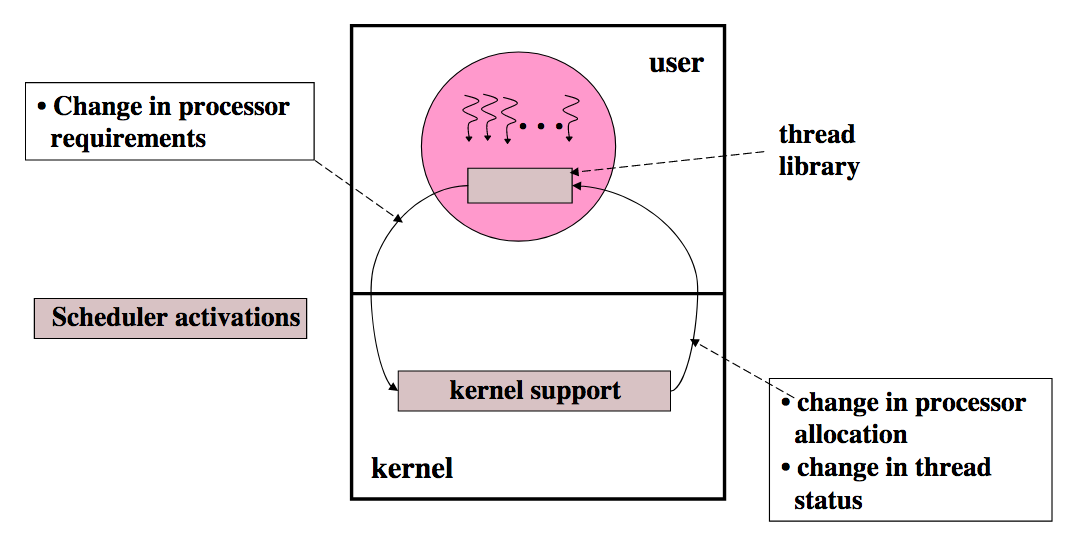 user
• Change in processor
requirements
thread
library
Scheduler activations
kernel support
• change in processor
allocation
• change in thread
status
kernel